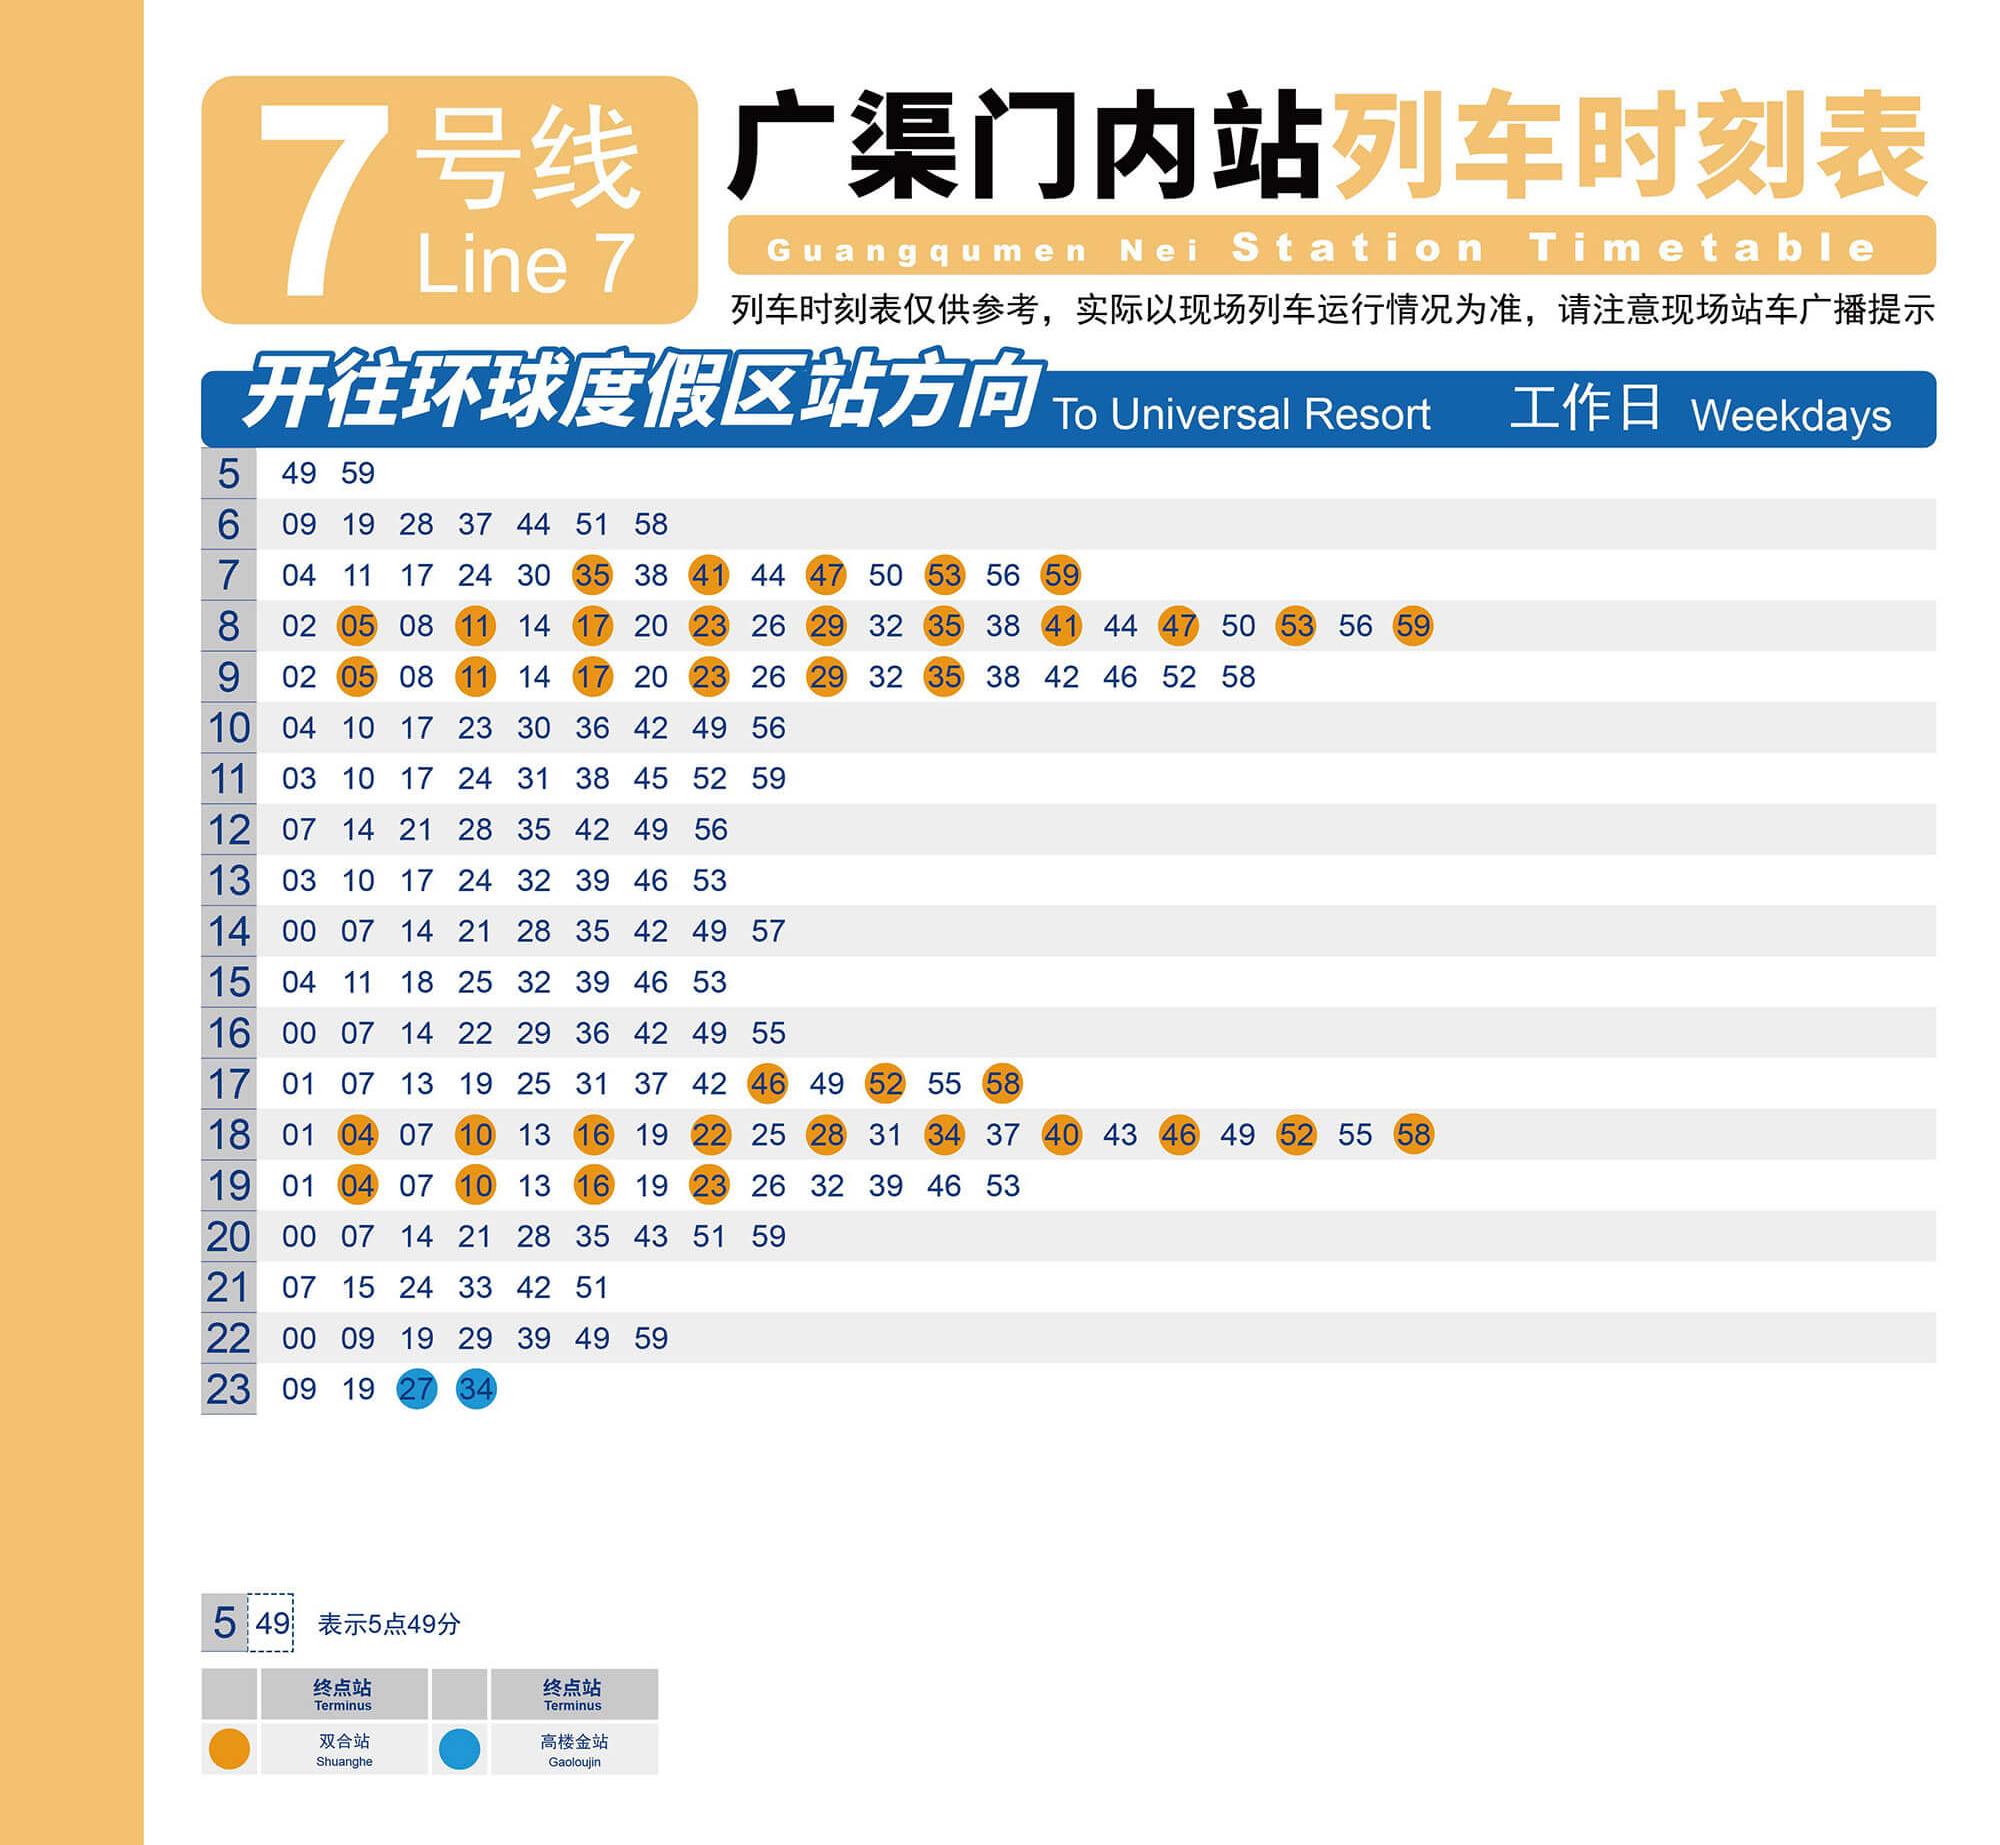 7 号线
Line 7
广渠门内站列车时刻表
Guangqumen Nei Station Timetable
列车时刻表仅供参考，实际以现场列车运行情况为准，请注意现场站车广播提示
开往环球度假区站方向 To Universal Resort 工作日 Weekdays
5 49 59
6 09 19 28 37 44 51 58
7 04 11 17 24 30 35 38 41 44 47 50 53 56 59
8 02 05 08 11 14 17 20 23 26 29 32 35 38 41 44 47 50 53 56 59
9 02 05 08 11 14 17 20 23 26 29 32 35 38 42 46 52 58
10 04 10 17 23 30 36 42 49 56
11 03 10 17 24 31 38 45 52 59
12 07 14 21 28 35 42 49 56
13 03 10 17 24 32 39 46 53
14 00 07 14 21 28 35 42 49 57
15 04 11 18 25 32 39 46 53
16 00 07 14 22 29 36 42 49 55
17 01 07 13 19 25 31 37 42 46 49 52 55 58
18 01 04 07 10 13 16 19 22 25 28 31 34 37 40 43 46 49 52 55 58
19 01 04 07 10 13 16 19 23 26 32 39 46 53
20 00 07 14 21 28 35 43 51 59
21 07 15 24 33 42 51
22 00 09 19 29 39 49 59
23 09 19 27 34
5 49 表示5点49分
终点站 终点站
Terminus Terminus
双合站 高楼金站
Shuanghe Gaoloujin